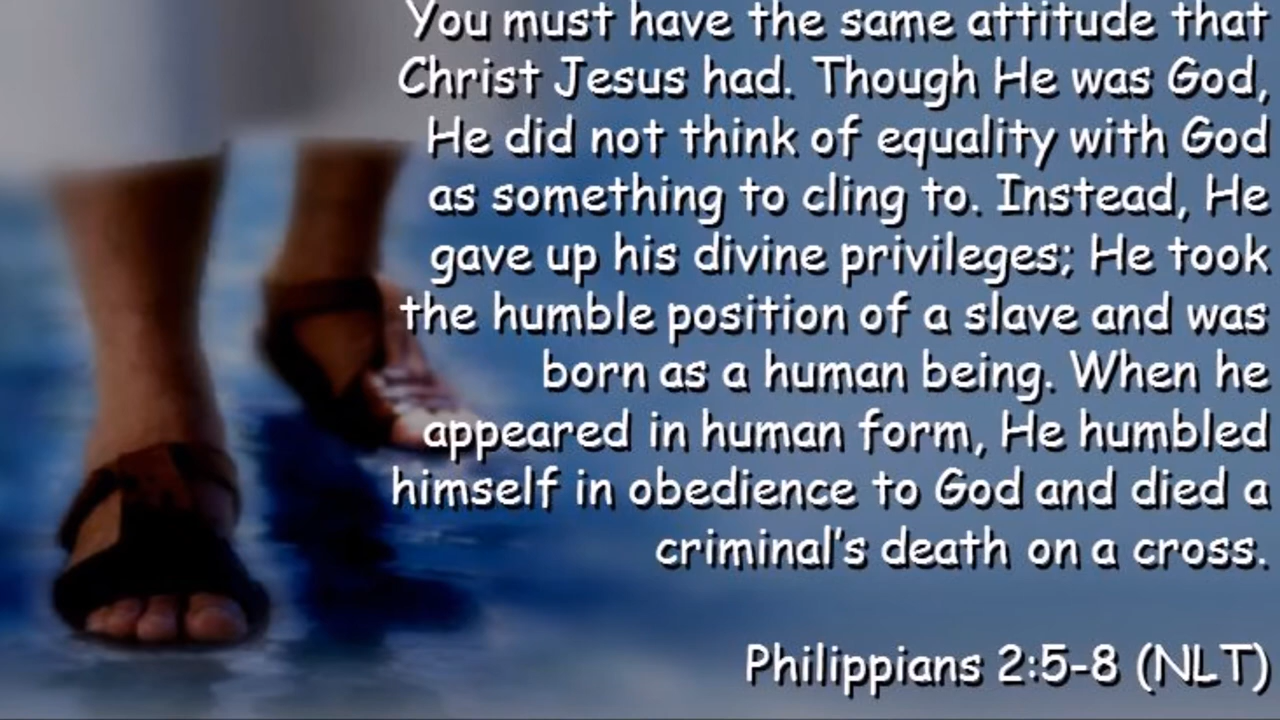 You must have the same attitude that
Christ Jesus had. Though He was God,
He did not think of equality with God
as something to cling to. Instead, He
gave up his divine privileges; He took
the humble position of a slave and was
born as a human being. When he
appeared in human form, He humbled
himself in obedience to God and died a
criminal's death on a cross.
Philippians 2:5-8 (NLT)